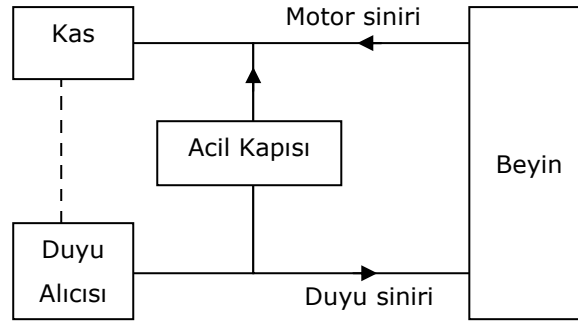 Motor siniri
Kas
Acil Kapısı
Beyin
Duyu
Alıcısı
Duyu siniri